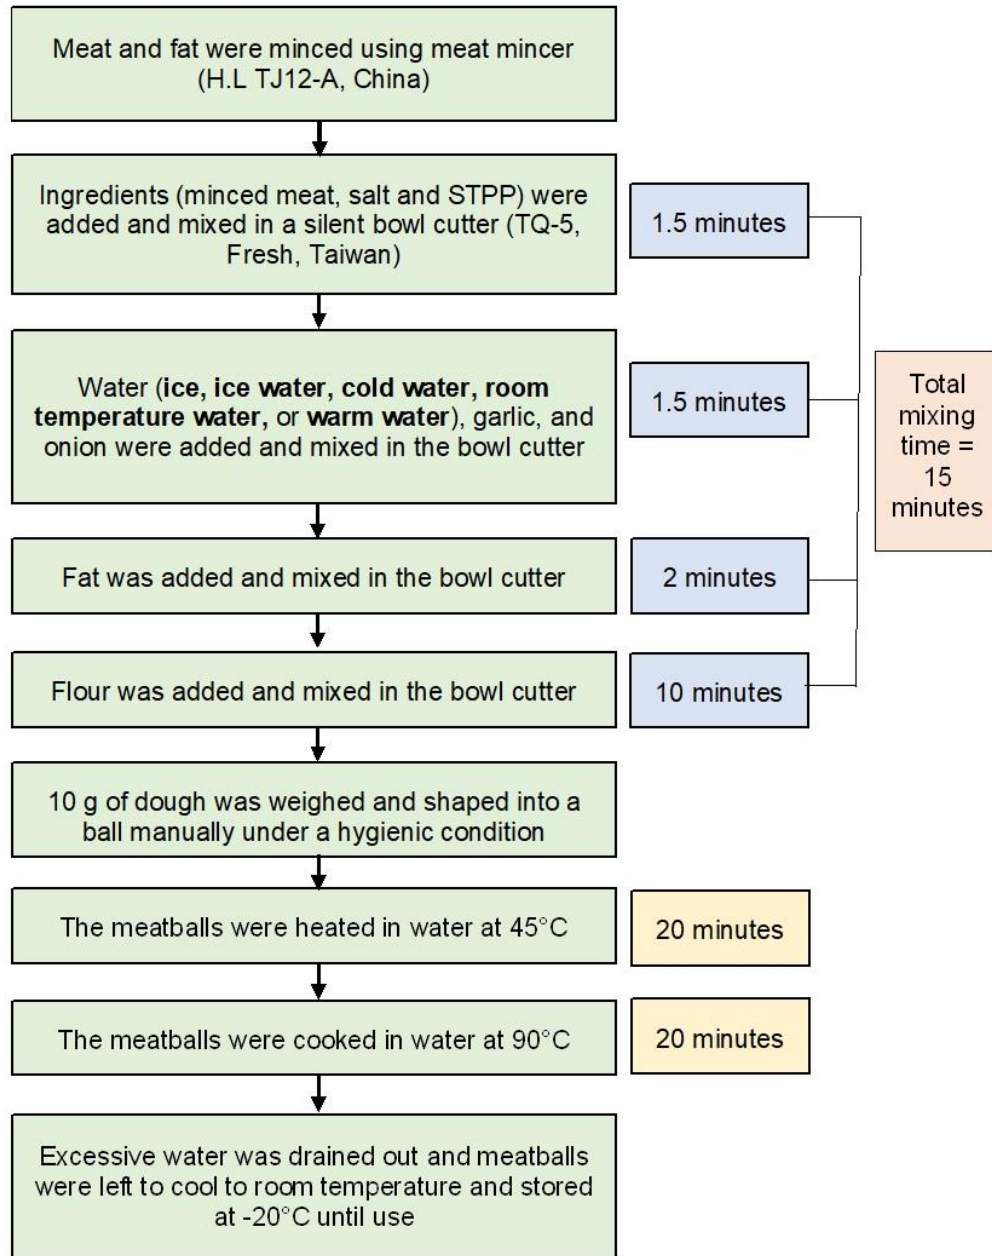 Meat and fat were minced using meat mincer
(H.L TJ12-A, China)
Ingredients (minced meat, salt and STPP) were
added and mixed in a silent bowl cutter (TQ-5,
Fresh, Taiwan)
1.5 minutes
Water (ice, ice water, cold water, room
temperature water, or warm water), garlic, and
onion were added and mixed in the bowl cutter
1.5 minutes
Total
mixing
time =
15
minutes
Fat was added and mixed in the bowl cutter
2 minutes
Flour was added and mixed in the bowl cutter
10 minutes
10 g of dough was weighed and shaped into a
ball manually under a hygienic condition
The meatballs were heated in water at 45°C
20 minutes
The meatballs were cooked in water at 90°C
20 minutes
Excessive water was drained out and meatballs
were left to cool to room temperature and stored
at -20°C until use